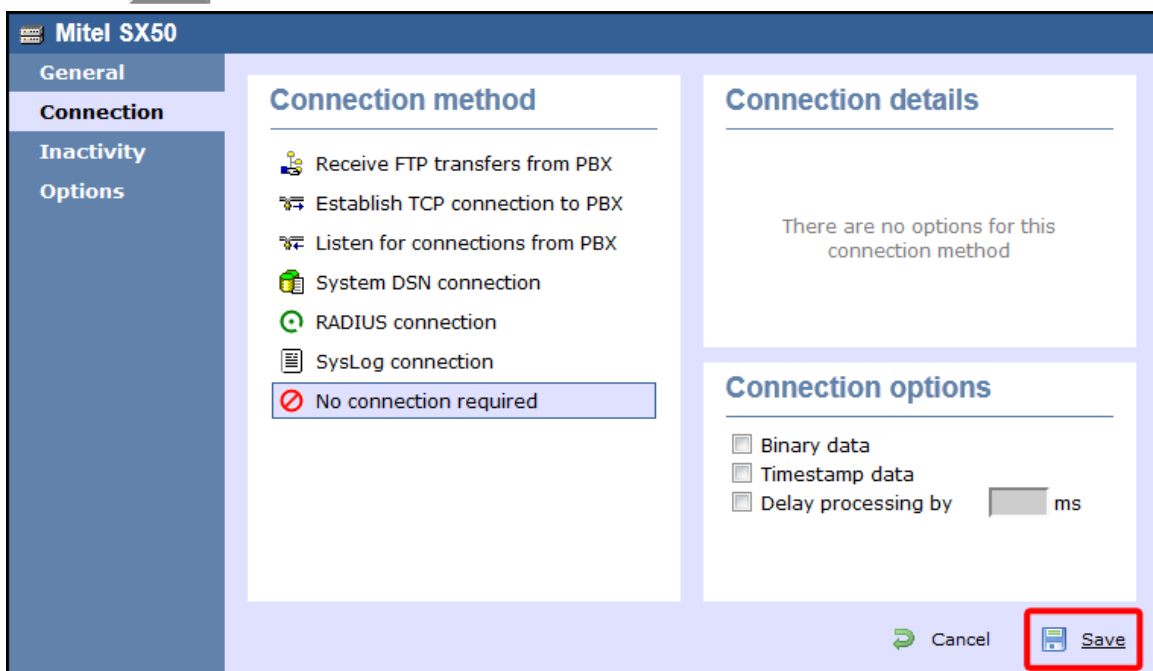 Mitel SX50
General
Connection
Inactivity
Options
Connection method
Receive FTP transfers from PBX
Establish TCP connection to PBX
Listen for connections from PBX
System DSN connection
RADIUS connection
SysLog connection
No connection required
Connection details
There are no options for this
connection method
Connection options
Binary data
Timestamp data
Delay processing by ms
Cancel
Save